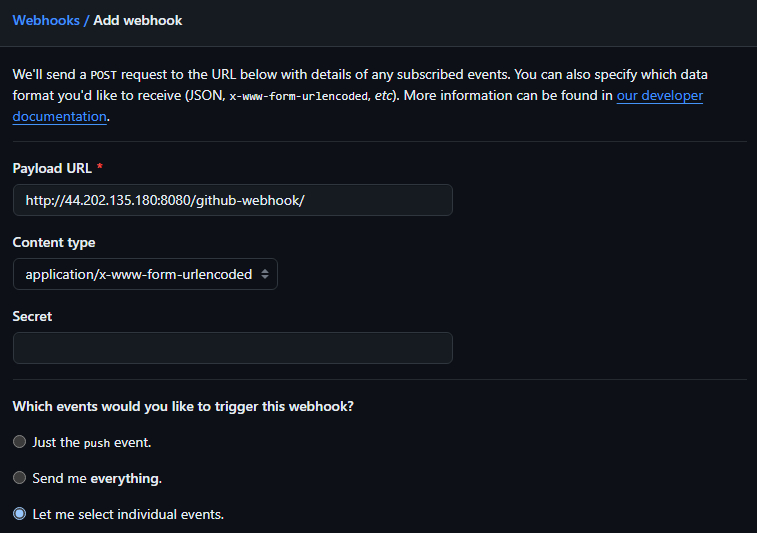 Webhooks / Add webhook
We'll send a POST request to the URL below with details of any subscribed events. You can also specify which data
format you'd like to receive (JSON, x-www-form-urlencoded, etc). More information can be found in our developer
documentation.
Payload URL *
http://44.202.135.180:8080/github-webhook/
Content type
application/x-www-form-urlencoded
Secret
Which events would you like to trigger this webhook?
Just the push event.
Send me everything.
Let me select individual events.